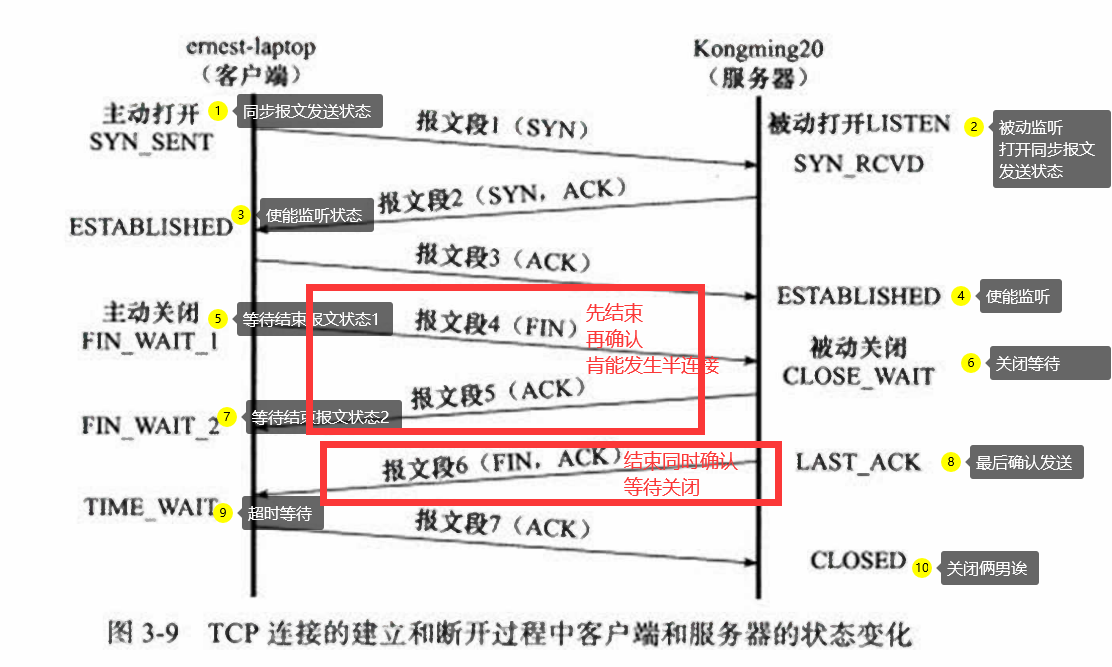 ernest-laptop
（客户端）
Kongming20
（服务器）
主动打开
SYN_SENT
1
同步报文发送状态
报文段1（SYN）
被动打开LISTEN
SYN_RCVD
2
被动监听
打开同步报文
发送状态
报文段2（SYN，ACK）
ESTABLISHED
3
使能监听状态
报文段3（ACK）
ESTABLISHED
4
使能监听
主动关闭
FIN_WAIT_1
5
等待结束报文状态1
报文段4（FIN）
先结束
再确认
肯能发生半连接
被动关闭
CLOSE_WAIT
6
关闭等待
报文段5（ACK）
FIN_WAIT_2
7
等待结束报文状态2
报文段6（FIN，ACK）
结束同时确认
等待关闭
LAST_ACK
8
最后确认发送
TIME_WAIT
9
超时等待
报文段7（ACK）
CLOSED
10
关闭俩男诶
图 3-9 TCP 连接的建立和断开过程中客户端和服务器的状态变化